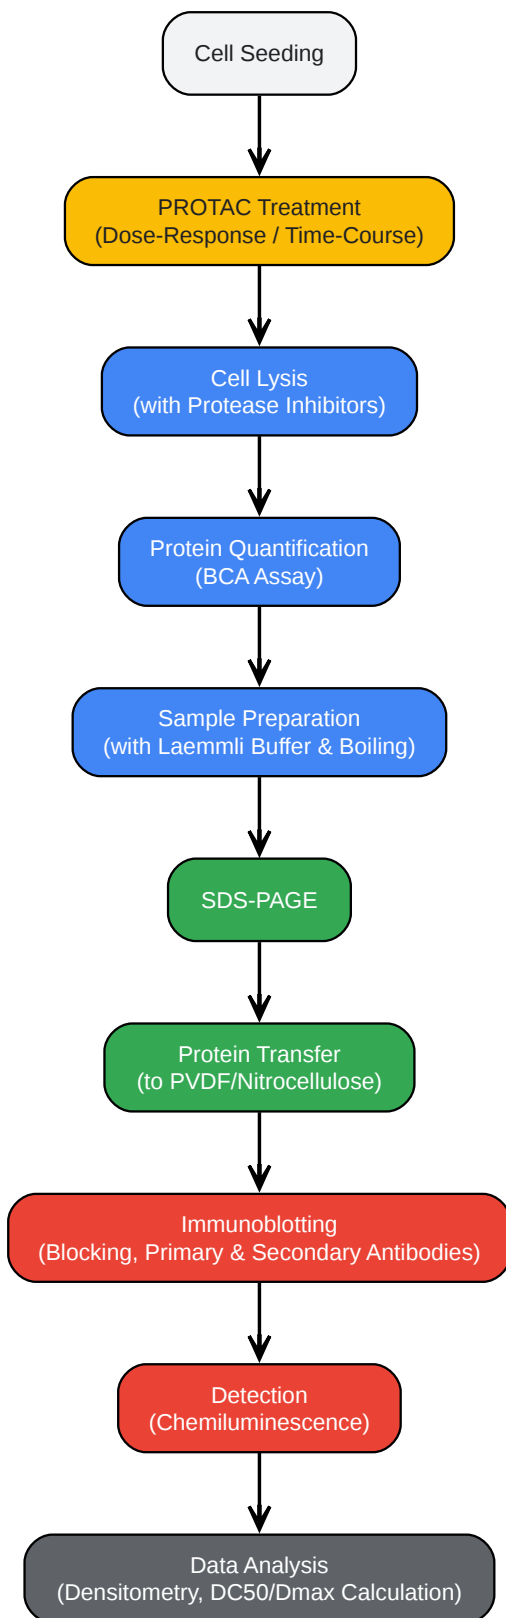 Cell Seeding
PROTAC Treatment
(Dose-Response / Time-Course)
Cell Lysis
(with Protease Inhibitors)
Protein Quantification
(BCA Assay)
Sample Preparation
(with Laemmli Buffer & Boiling)
SDS-PAGE
Protein Transfer
(to PVDF/Nitrocellulose)
Immunoblotting
(Blocking, Primary & Secondary Antibodies)
Detection
(Chemiluminescence)
Data Analysis
(Densitometry, DC50/Dmax Calculation)